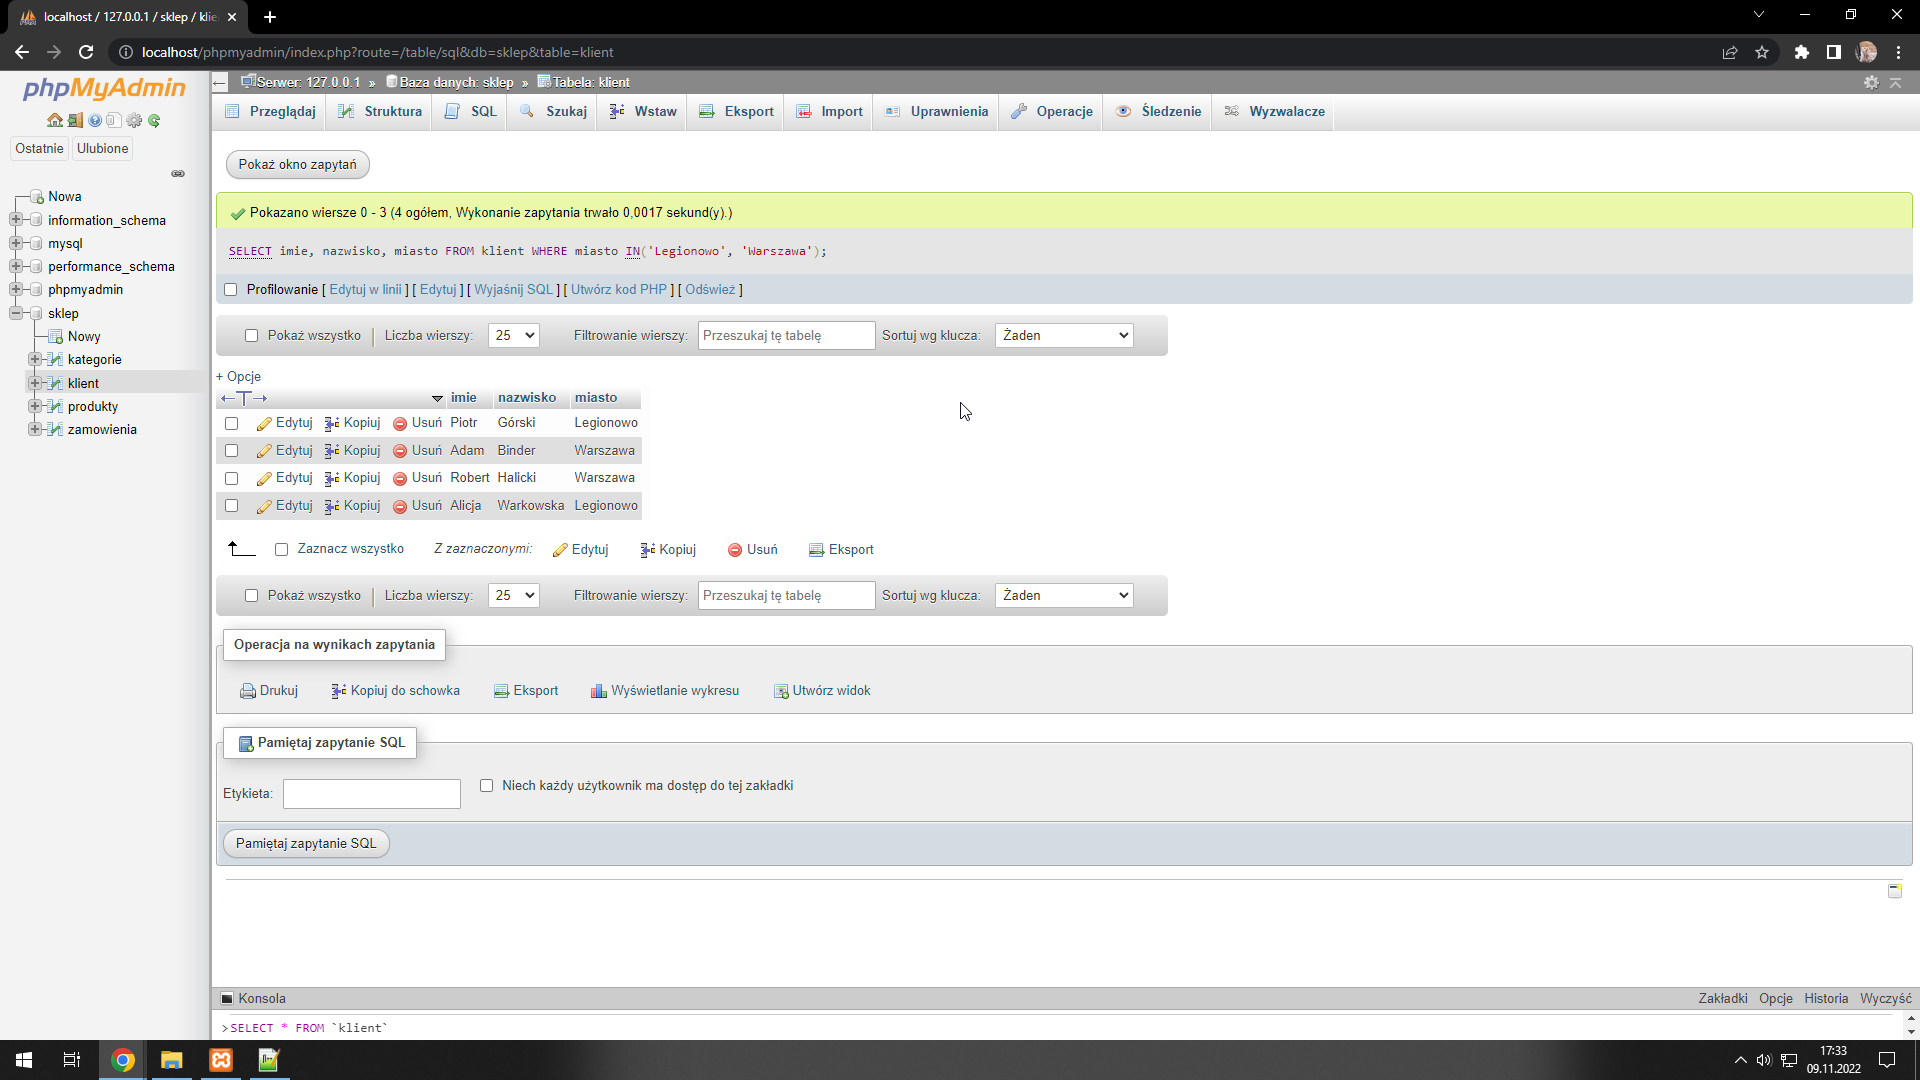 localhost / 127.0.0.1 / sklep / klie
localhost/phpmyadmin/index.php?route=/table/sql&db=sklep&table=klient
phpMyAdmin
Ostatnie Ulubione
Nowa
information_schema
mysql
performance_schema
phpmyadmin
sklep
Nowy
kategorie
klient
produkty
zamowienia
Serwer: 127.0.0.1 » Baza danych: sklep » Tabela: klient
Przeglądaj Struktura SQL Szukaj Wstaw Eksport Import Uprawnienia Operacje Śledzenie Wyzwalacze
Pokaż okno zapytań
Pokazano wiersze 0 - 3 (4 ogółem, Wykonanie zapytania trwało 0,0017 sekund(y).)
SELECT imie, nazwisko, miasto FROM klient WHERE miasto IN('Legionowo', 'Warszawa');
Profilowanie [ Edytuj w linii ] [ Edytuj ] [ Wyjaśnij SQL ] [ Utwórz kod PHP ] [ Odśwież ]
Pokaż wszystko Liczba wierszy: 25 Filtrowanie wierszy: Przeszukaj tę tabelę Sortuj wg klucza: Żaden
+ Opcje
←T→ imie nazwisko miasto
Edytuj Kopiuj Usuń Piotr Górski Legionowo
Edytuj Kopiuj Usuń Adam Binder Warszawa
Edytuj Kopiuj Usuń Robert Halicki Warszawa
Edytuj Kopiuj Usuń Alicja Warkowska Legionowo
Zaznacz wszystko Z zaznaczonymi: Edytuj Kopiuj Usuń Eksport
Pokaż wszystko Liczba wierszy: 25 Filtrowanie wierszy: Przeszukaj tę tabelę Sortuj wg klucza: Żaden
Operacja na wynikach zapytania
Drukuj Kopiuj do schowka Eksport Wyświetlanie wykresu Utwórz widok
Pamiętaj zapytanie SQL
Etykieta: Niech każdy użytkownik ma dostęp do tej zakładki
Pamiętaj zapytanie SQL
Konsola Zakładki Opcje Historia Wyczyść
>SELECT * FROM `klient`
17:33
09.11.2022